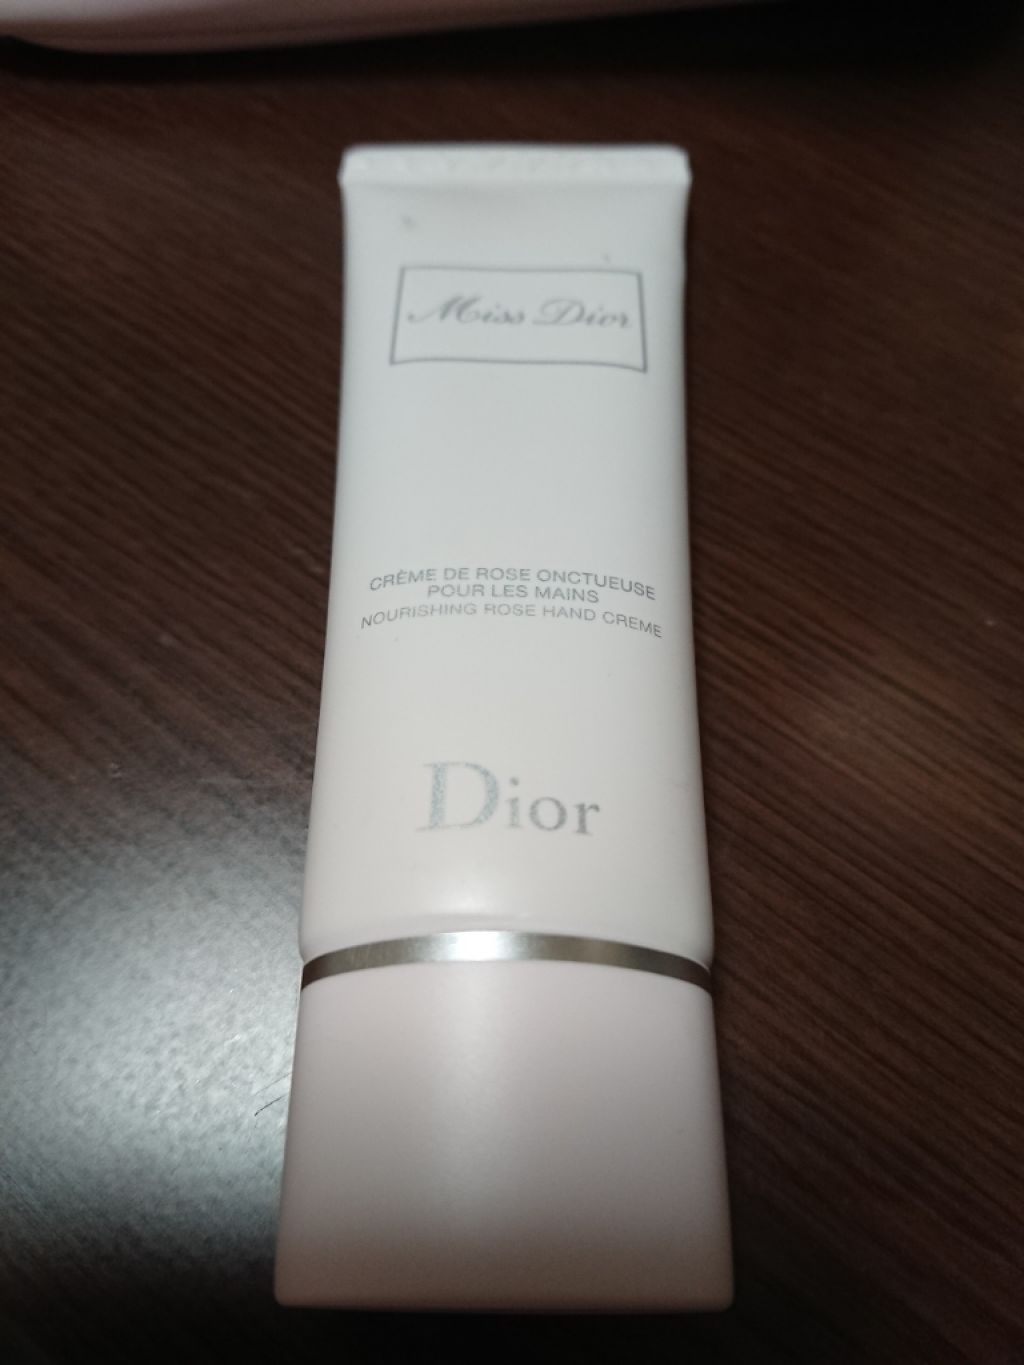 Miss Dior
CRÈME DE ROSE ONCTUEUSE
POUR LES MAINS
NOURISHING ROSE HAND CREME
Dior